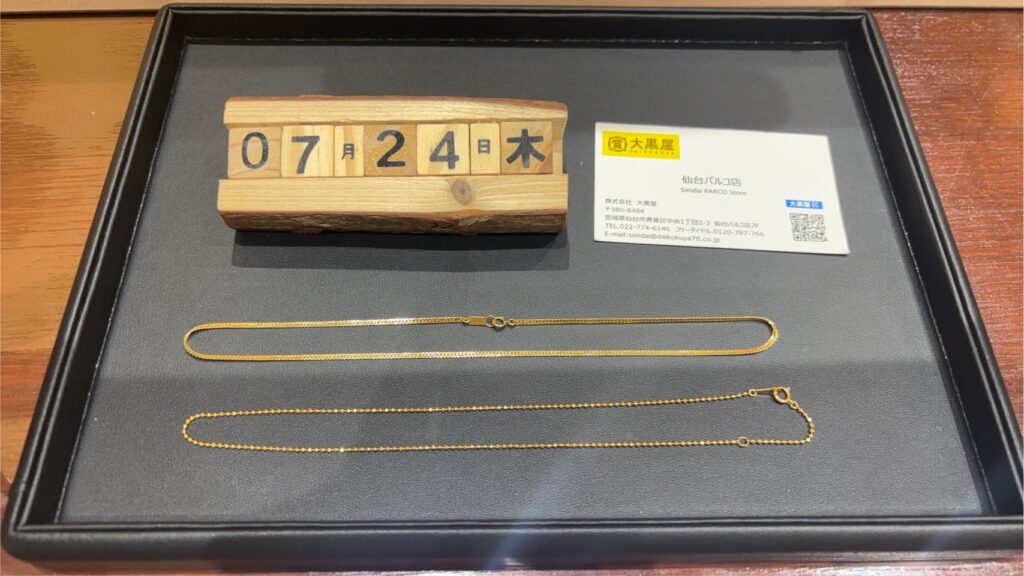 07月24日木
質 大黒屋
DAIKOKUYA
仙台パルコ店
Sendai PARCO Store
株式会社 大黒屋
〒980-8484
宮城県仙台市青葉区中央1丁目2-3 仙台パルコ店7F
TEL.022-774-6146 フリーダイヤル.0120-787-766
E-mail:sendai@daikokuya78.co.jp
大黒屋 EC